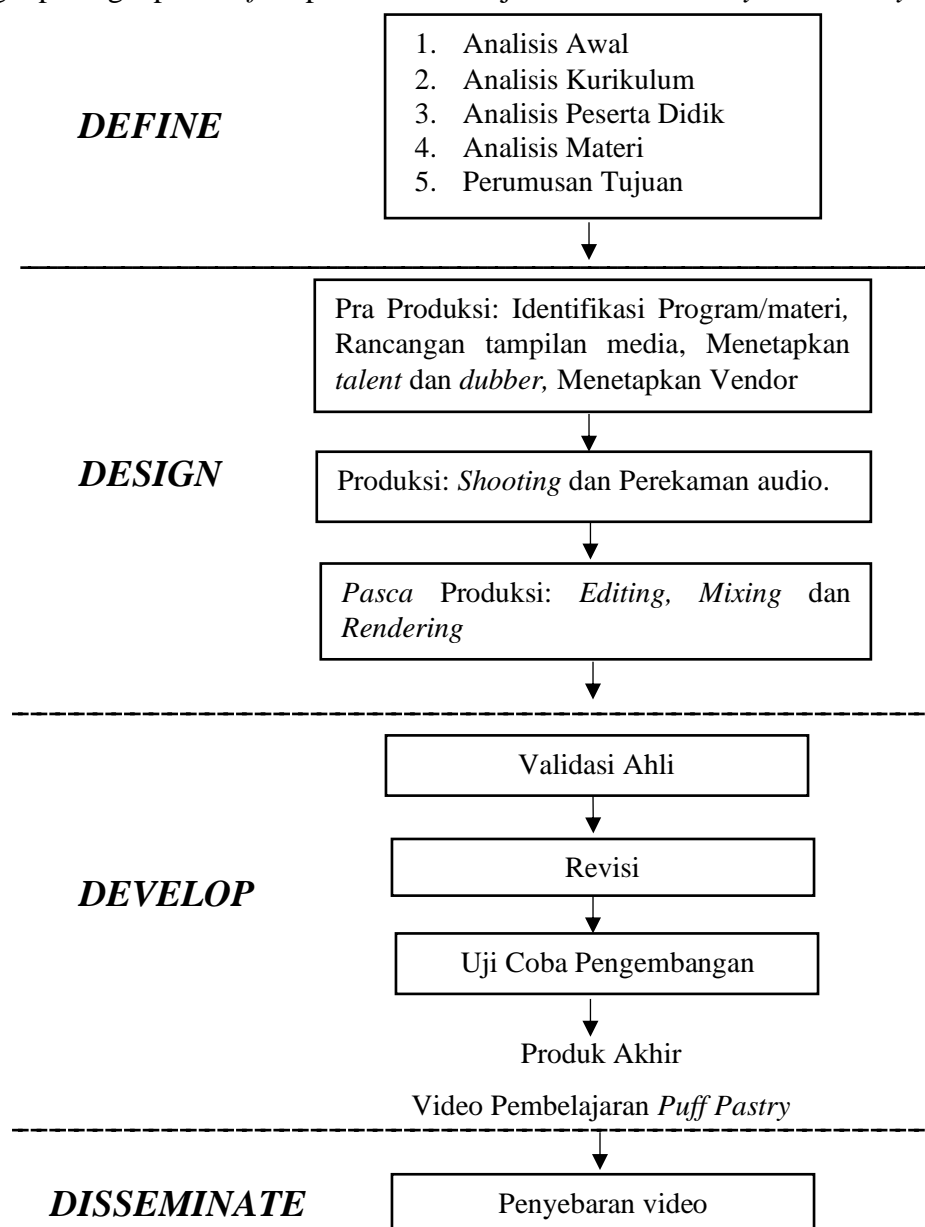 1. Analisis Awal
2. Analisis Kurikulum
3. Analisis Peserta Didik
4. Analisis Materi
5. Perumusan Tujuan
DEFINE
Pra Produksi: Identifikasi Program/materi,
Rancangan tampilan media, Menetapkan
talent dan dubber, Menetapkan Vendor
DESIGN
Produksi: Shooting dan Perekaman audio.
Pasca Produksi: Editing, Mixing dan
Rendering
Validasi Ahli
Revisi
DEVELOP
Uji Coba Pengembangan
Produk Akhir
Video Pembelajaran Puff Pastry
DISSEMINATE
Penyebaran video